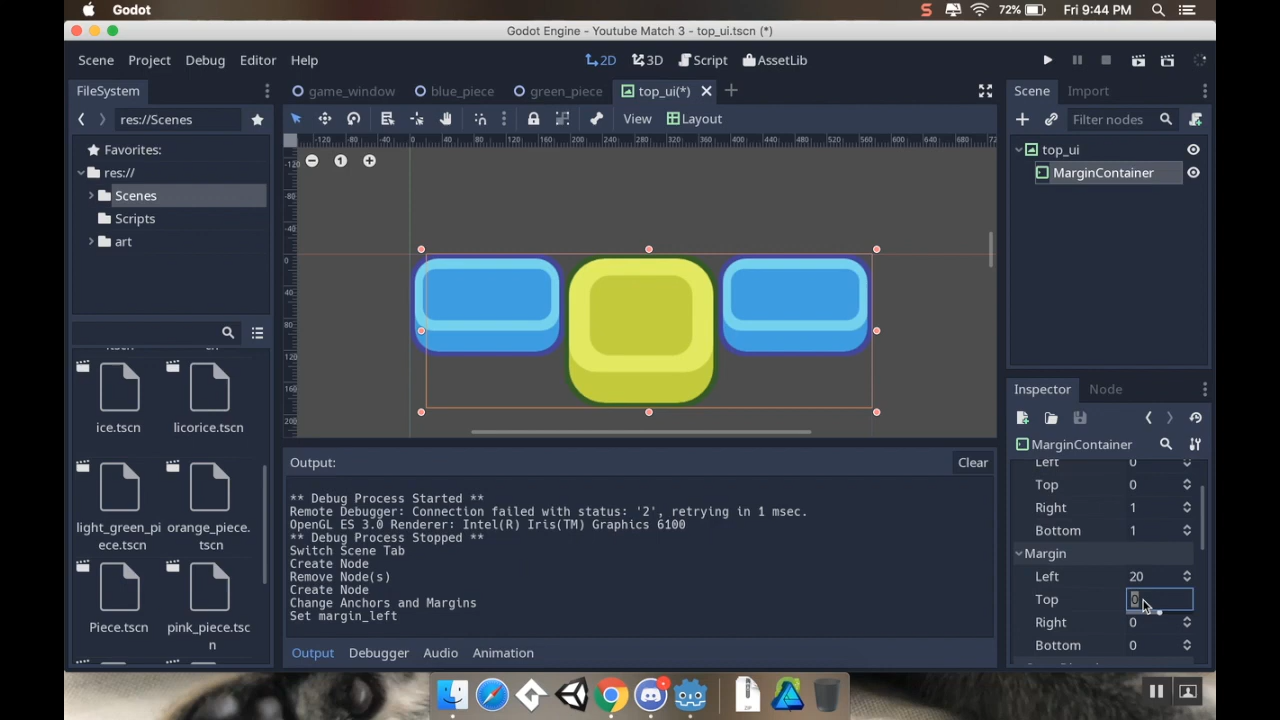 Godot
72%
Fri 9:44 PM
Godot Engine - Youtube Match 3 - top_ui.tscn (*)
Scene Project Debug Editor Help
2D 3D Script AssetLib
FileSystem
game_window
blue_piece
green_piece
top_ui(*)
Scene
Import
res://Scenes
View
Layout
Filter nodes
Favorites:
res://
Scenes
Scripts
art
top_ui
MarginContainer
ice.tscn
licorice.tscn
light_green_pi
ece.tscn
orange_piece.
tscn
Piece.tscn
pink_piece.tsc
n
Output:
Clear
** Debug Process Started **
Remote Debugger: Connection failed with status: '2', retrying in 1 msec.
OpenGL ES 3.0 Renderer: Intel(R) Iris(TM) Graphics 6100
** Debug Process Stopped **
Switch Scene Tab
Create Node
Remove Node(s)
Create Node
Change Anchors and Margins
Set margin_left
Output Debugger Audio Animation
Inspector
Node
MarginContainer
Left 0
Top 0
Right 1
Bottom 1
Margin
Left 20
Top 0
Right 0
Bottom 0